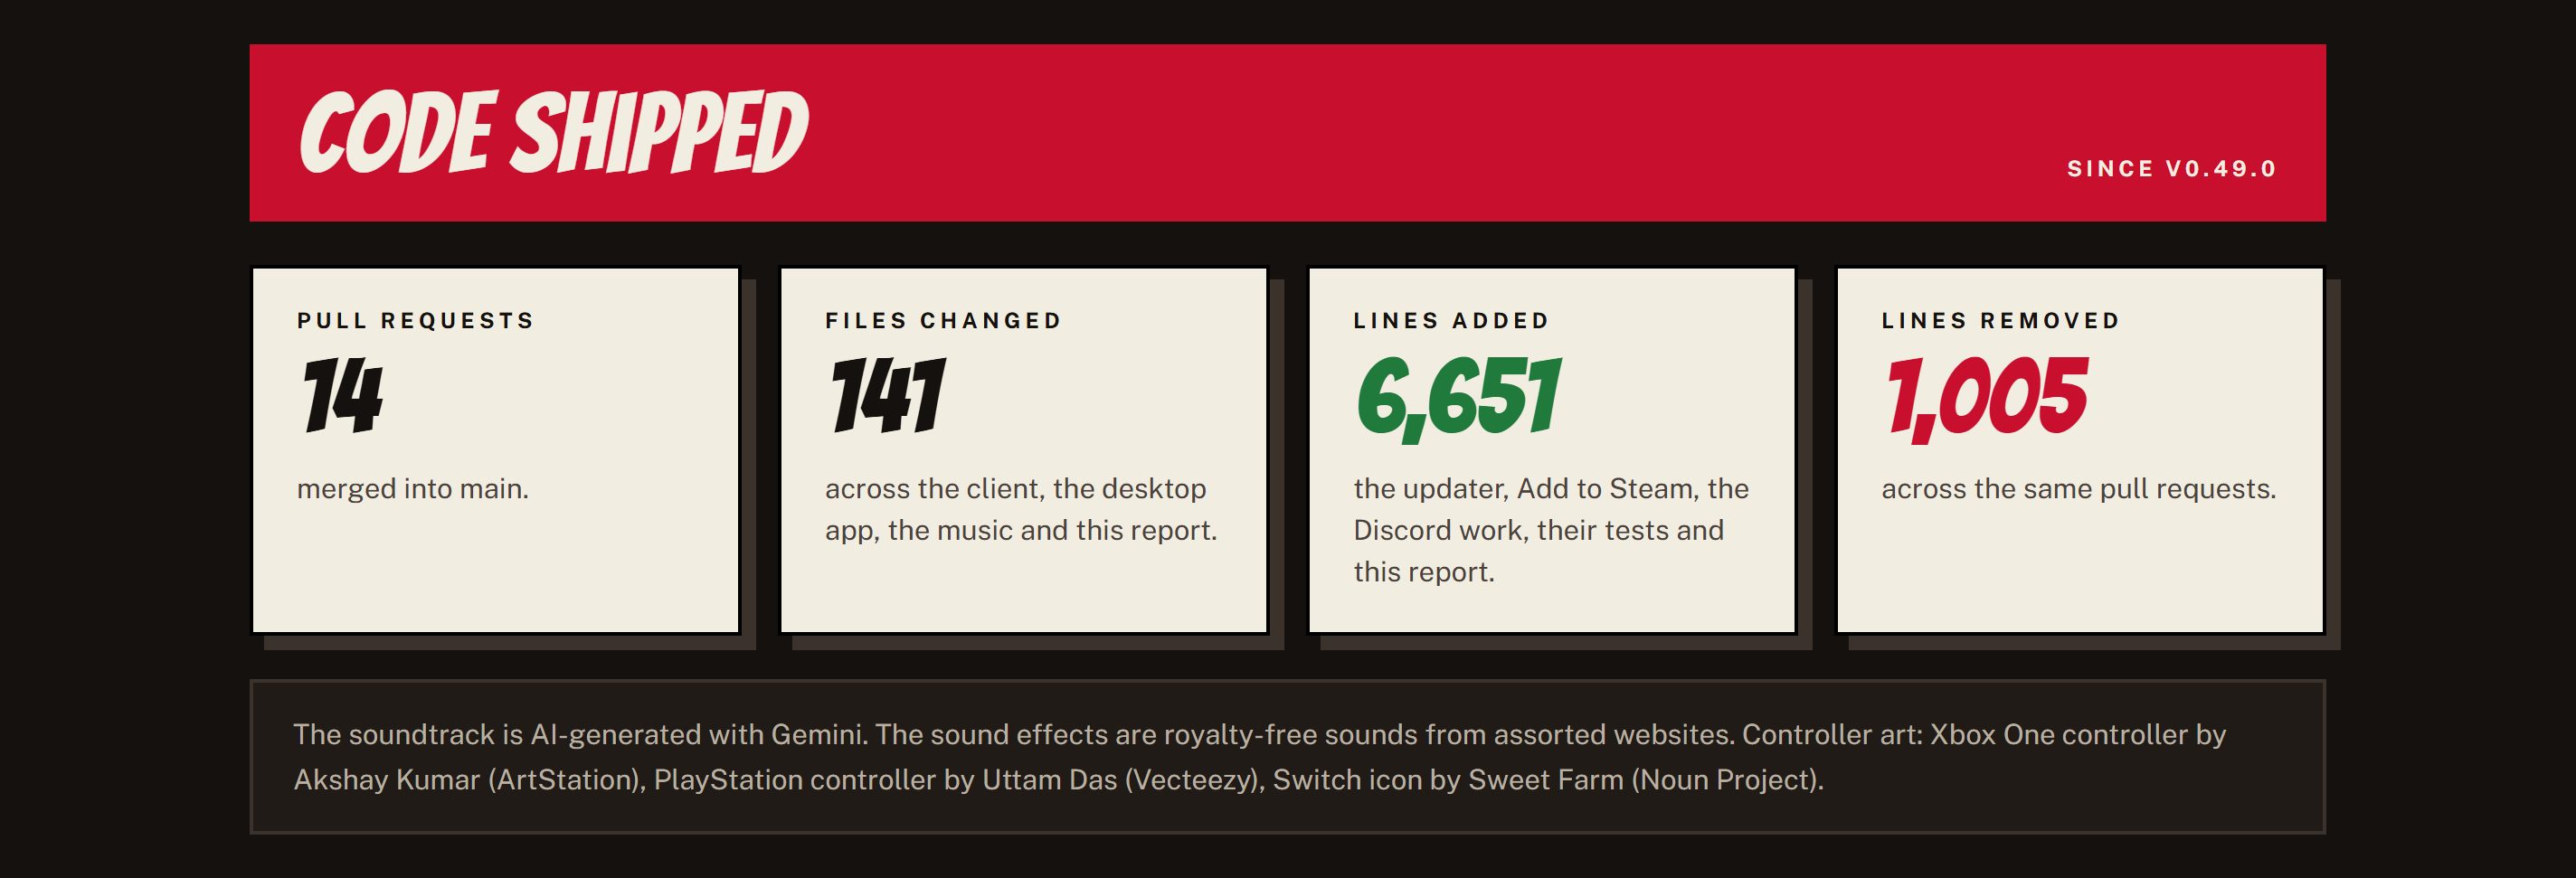 CODE SHIPPED
SINCE V0.49.0
PULL REQUESTS
14
merged into main.
FILES CHANGED
141
across the client, the desktop
app, the music and this report.
LINES ADDED
6,651
the updater, Add to Steam, the
Discord work, their tests and
this report.
LINES REMOVED
1,005
across the same pull requests.
The soundtrack is AI-generated with Gemini. The sound effects are royalty-free sounds from assorted websites. Controller art: Xbox One controller by
Akshay Kumar (ArtStation), PlayStation controller by Uttam Das (Vecteezy), Switch icon by Sweet Farm (Noun Project).